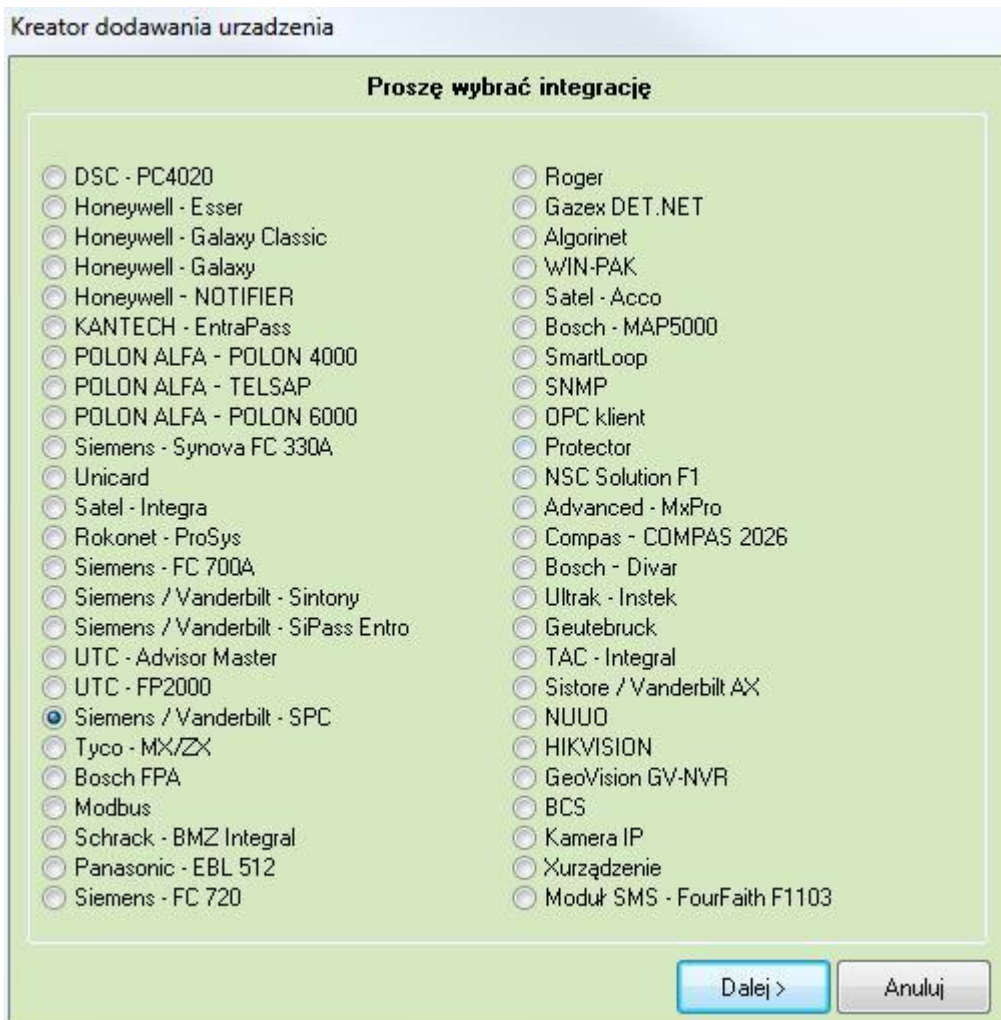 Kreator dodawania urzadzenia
Proszę wybrać integrację
DSC - PC4020
Honeywell - Esser
Honeywell - Galaxy Classic
Honeywell - Galaxy
Honeywell - NOTIFIER
KANTECH - EntraPass
POLON ALFA - POLON 4000
POLON ALFA - TELSAP
POLON ALFA - POLON 6000
Siemens - Synova FC 330A
Unicard
Satel - Integra
Rokonet - ProSys
Siemens - FC 700A
Siemens / Vanderbilt - Sintony
Siemens / Vanderbilt - SiPass Entro
UTC - Advisor Master
UTC - FP2000
Siemens / Vanderbilt - SPC
Tyco - MX/ZX
Bosch FPA
Modbus
Schrack - BMZ Integral
Panasonic - EBL 512
Siemens - FC 720
Roger
Gazex DET.NET
Algorinet
WIN-PAK
Satel - Acco
Bosch - MAP5000
SmartLoop
SNMP
OPC klient
Protector
NSC Solution F1
Advanced - MxPro
Compas - COMPAS 2026
Bosch - Divar
Ultrak - Instek
Geutebruck
TAC - Integral
Sistore / Vanderbilt AX
NUUO
HIKVISION
GeoVision GV-NVR
BCS
Kamera IP
Xurządzenie
Moduł SMS - FourFaith F1103
Dalej >
Anuluj